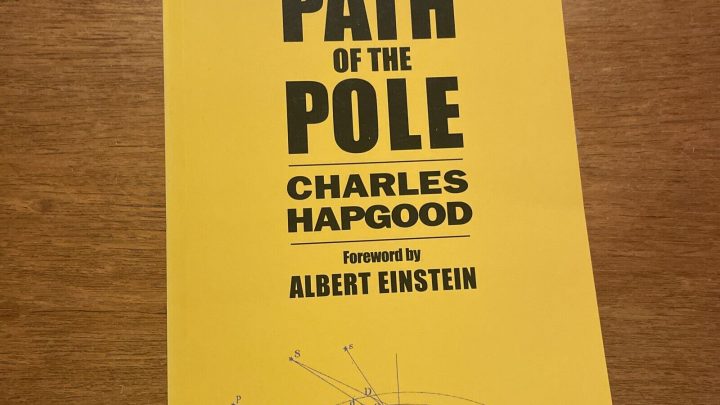 PATH
OF THE
POLE
CHARLES
HAPGOOD
Foreword by
ALBERT EINSTEIN
S
s
D
p